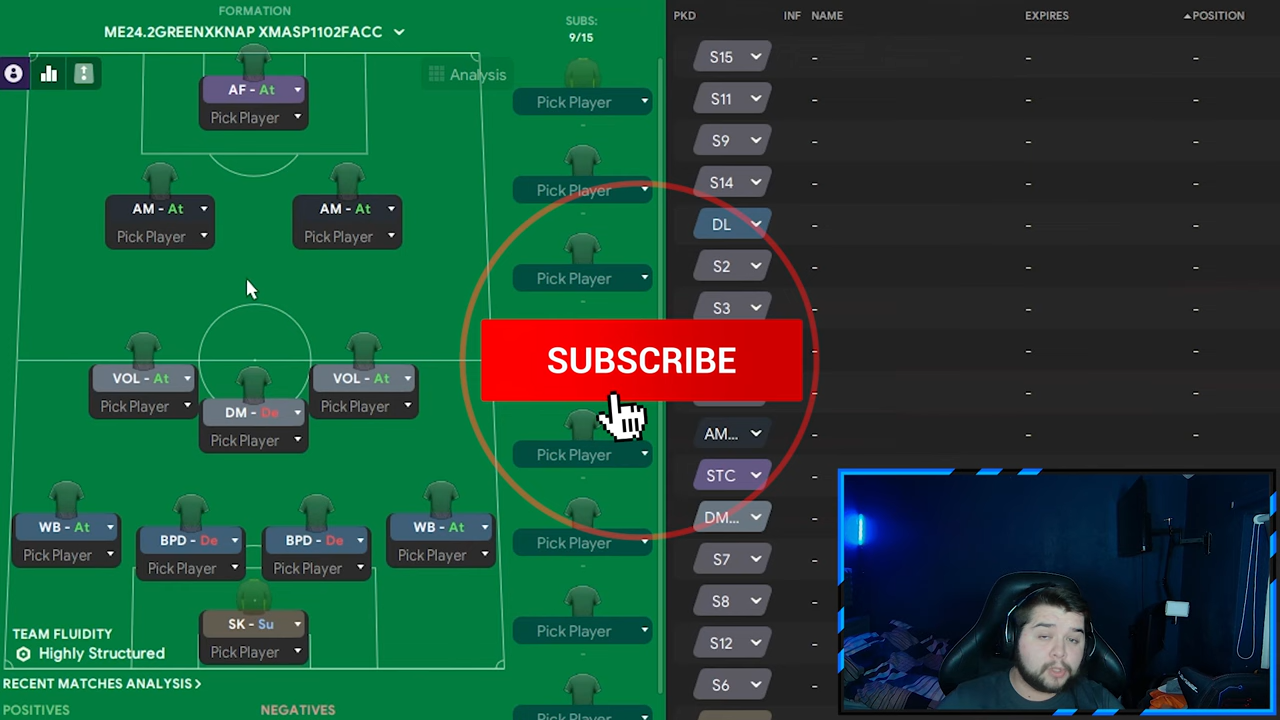 FORMATION
ME24.2GREENXKNAP XMASP1102FACC
Analysis
AF - At
Pick Player
AM - At
Pick Player
AM - At
Pick Player
VOL - At
Pick Player
VOL - At
Pick Player
DM - De
Pick Player
WB - At
Pick Player
BPD - De
Pick Player
BPD - De
Pick Player
WB - At
Pick Player
SK - Su
Pick Player
TEAM FLUIDITY
Highly Structured
RECENT MATCHES ANALYSIS >
POSITIVES
NEGATIVES
SUBS:
9/15
Pick Player
-
Pick Player
-
Pick Player
-
Pick Player
-
Pick Player
-
Pick Player
-
Pick Player
SUBSCRIBE
PKD INF NAME EXPIRES POSITION
S15 - - -
S11 - - -
S9 - - -
S14 - - -
DL - - -
S2 - - -
S3 - - -
- - -
- - -
AM... - - -
STC -
DM... -
S7 -
S8 -
S12 -
S6 -